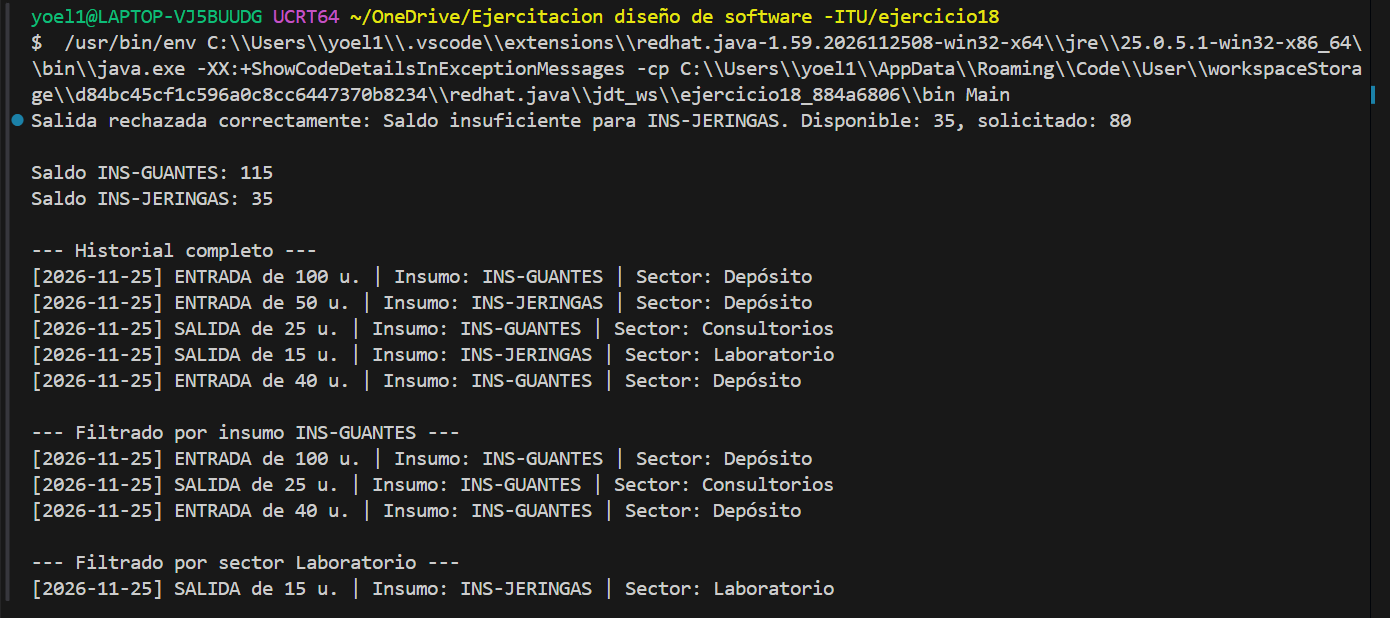 yoel1@LAPTOP-VJ5BUUDG UCRT64 ~/OneDrive/Ejercitacion diseño de software -ITU/ejercicio18
$  /usr/bin/env C:\\Users\\yoel1\\.vscode\\extensions\\redhat.java-1.59.2026112508-win32-x64\\jre\\25.0.5.1-win32-x86_64\
\bin\\java.exe -XX:+ShowCodeDetailsInExceptionMessages -cp C:\\Users\\yoel1\\AppData\\Roaming\\Code\\User\\workspaceStora
ge\\d84bc45cf1c596a0c8cc6447370b8234\\redhat.java\\jdt_ws\\ejercicio18_884a6806\\bin Main
Salida rechazada correctamente: Saldo insuficiente para INS-JERINGAS. Disponible: 35, solicitado: 80
Saldo INS-GUANTES: 115
Saldo INS-JERINGAS: 35
--- Historial completo ---
[2026-11-25] ENTRADA de 100 u. | Insumo: INS-GUANTES | Sector: Depósito
[2026-11-25] ENTRADA de 50 u. | Insumo: INS-JERINGAS | Sector: Depósito
[2026-11-25] SALIDA de 25 u. | Insumo: INS-GUANTES | Sector: Consultorios
[2026-11-25] SALIDA de 15 u. | Insumo: INS-JERINGAS | Sector: Laboratorio
[2026-11-25] ENTRADA de 40 u. | Insumo: INS-GUANTES | Sector: Depósito
--- Filtrado por insumo INS-GUANTES ---
[2026-11-25] ENTRADA de 100 u. | Insumo: INS-GUANTES | Sector: Depósito
[2026-11-25] SALIDA de 25 u. | Insumo: INS-GUANTES | Sector: Consultorios
[2026-11-25] ENTRADA de 40 u. | Insumo: INS-GUANTES | Sector: Depósito
--- Filtrado por sector Laboratorio ---
[2026-11-25] SALIDA de 15 u. | Insumo: INS-JERINGAS | Sector: Laboratorio